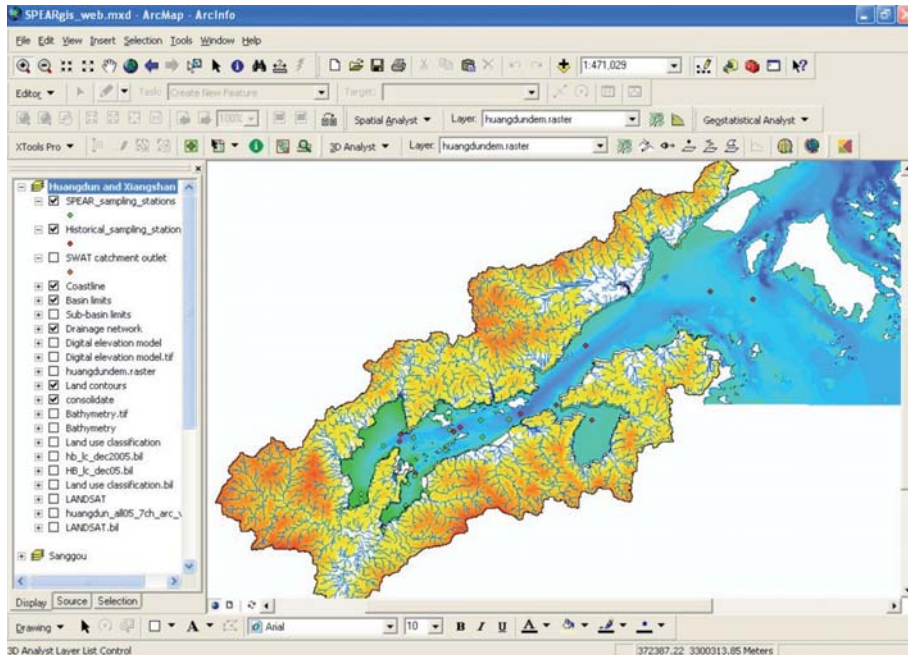 SPEARgis_web.mxd - ArcMap - ArcInfo
File Edit View Insert Selection Tools Window Help
1:471,029
Editor Task: Create New Feature Target:
100% Spatial Analyst Layer: huangdundem.raster Geostatistical Analyst
XTools Pro 3D Analyst Layer: huangdundem.raster
Huangdun and Xiangshan
SPEAR_sampling_stations
Historical_sampling_station
SWAT catchment outlet
Coastline
Basin limits
Sub-basin limits
Drainage network
Digital elevation model
Digital elevation model.tif
huangdundem.raster
Land contours
consolidate
Bathymetry.tif
Bathymetry
Land use classification
hb_lc_dec2005.bil
HB_lc_dec05.bil
Land use classification.bil
LANDSAT
huangdun_all05_7ch_arc_v
LANDSAT.bil
Sanggou
Display Source Selection
Drawing A Arial 10 B I U A
3D Analyst Layer List Control 372387.22 3300313.85 Meters